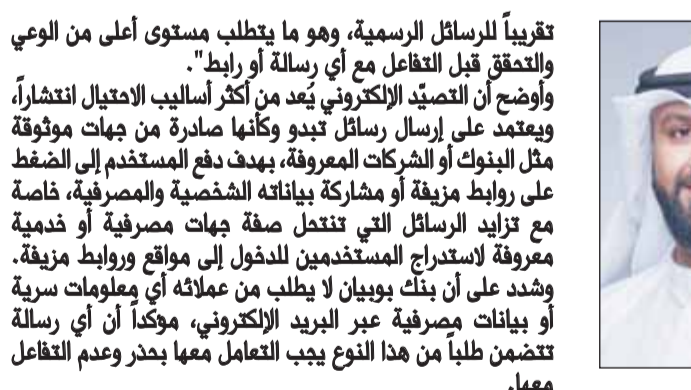 تقريباً للرسائل الرسمية، وهو ما يتطلب مستوى أعلى من الوعي
والتحقق قبل التفاعل مع أي رسالة أو رابط".
وأوضح أن التصيّد الإلكتروني يُعد من أكثر أساليب الاحتيال انتشاراً،
ويعتمد على إرسال رسائل تبدو وكأنها صادرة من جهات موثوقة
مثل البنوك أو الشركات المعروفة، بهدف دفع المستخدم إلى الضغط
على روابط مزيفة أو مشاركة بياناته الشخصية والمصرفية، خاصة
مع تزايد الرسائل التي تنتحل صفة جهات مصرفية أو خدمية
معروفة لاستدراج المستخدمين للدخول إلى مواقع وروابط مزيفة.
وشدد على أن بنك بوبيان لا يطلب من عملائه أي معلومات سرية
أو بيانات مصرفية عبر البريد الإلكتروني، مؤكداً أن أي رسالة
تتضمن طلباً من هذا النوع يجب التعامل معها بحذر وعدم التفاعل
معها.